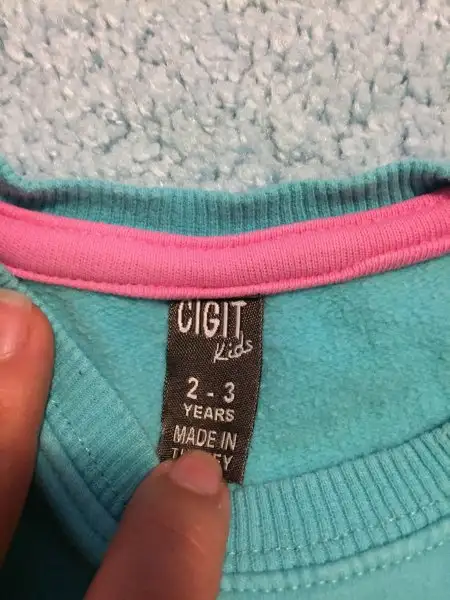 CIGIT
Kids
2 - 3
YEARS
MADE IN